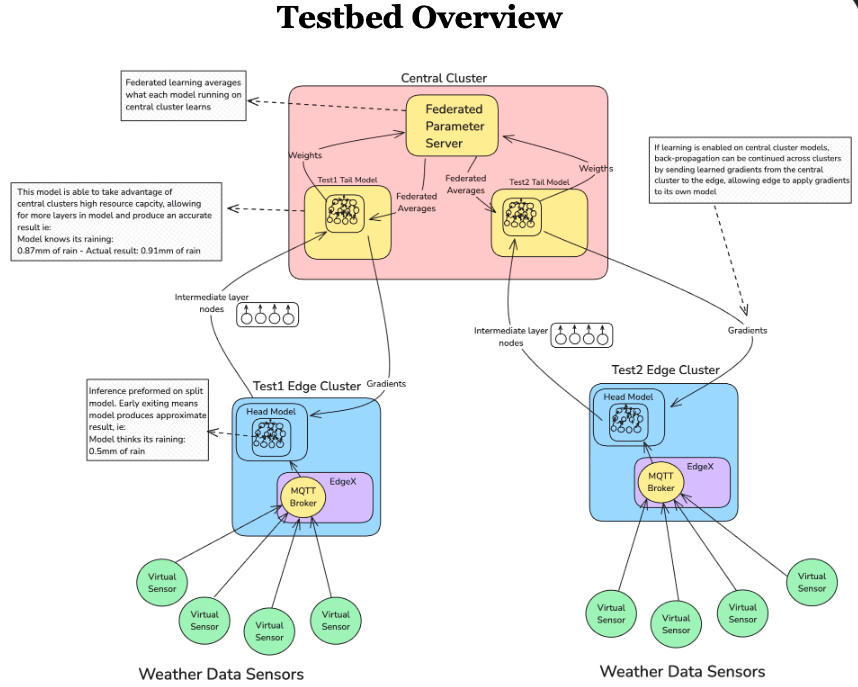 Testbed Overview
Central Cluster
Federated learning averages
what each model running on
central cluster learns
Federated
Parameter
Server
If learning is enabled on central cluster models,
back-propagation can be continued across clusters
by sending learned gradients from the central
cluster to the edge, allowing edge to apply gradients
to its own model
Weights
Weigths
Test1 Tail Model
Test2 Tail Model
Federated
Averages
Federated
Averages
This model is able to take advantage of
central clusters high resource capcity, allowing
for more layers in model and produce an accurate
result ie:
Model knows its raining:
0.87mm of rain - Actual result: 0.91mm of rain
Intermediate layer
nodes
Intermediate layer
nodes
Gradients
Gradients
Test1 Edge Cluster
Test2 Edge Cluster
Inference preformed on split
model. Early exiting means
model produces approximate
result, ie:
Model thinks its raining:
0.5mm of rain
Head Model
Head Model
EdgeX
EdgeX
MQTT
Broker
MQTT
Broker
Virtual
Sensor
Virtual
Sensor
Virtual
Sensor
Virtual
Sensor
Virtual
Sensor
Virtual
Sensor
Virtual
Sensor
Virtual
Sensor
Weather Data Sensors
Weather Data Sensors